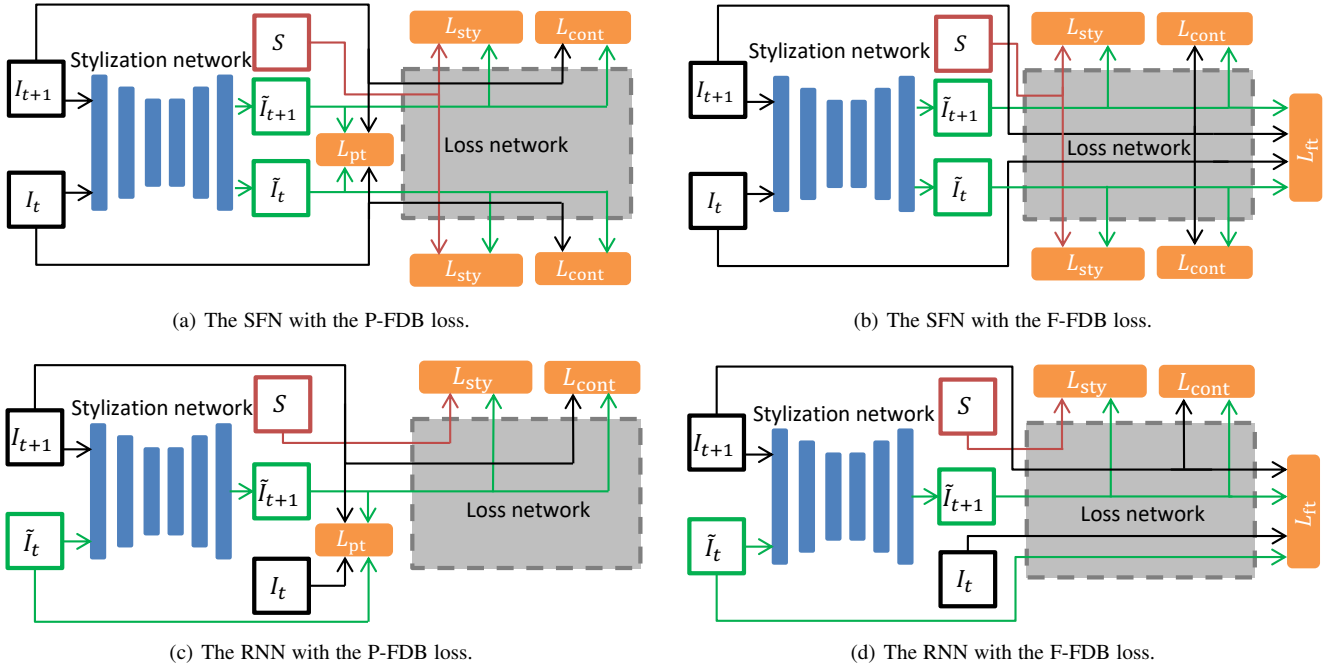 L_sty L_cont
S
Stylization network
I_{t+1} Ĩ_{t+1}
L_pt Loss network
I_t Ĩ_t
L_sty L_cont
(a) The SFN with the P-FDB loss.
L_sty L_cont
S
Stylization network
I_{t+1} Ĩ_{t+1}
Loss network L_ft
I_t Ĩ_t
L_sty L_cont
(b) The SFN with the F-FDB loss.
L_sty L_cont
S
Stylization network
I_{t+1}
Ĩ_{t+1}
Loss network
Ĩ_t L_pt
I_t
(c) The RNN with the P-FDB loss.
L_sty L_cont
S
Stylization network
I_{t+1}
Ĩ_{t+1}
Loss network L_ft
Ĩ_t
I_t
(d) The RNN with the F-FDB loss.